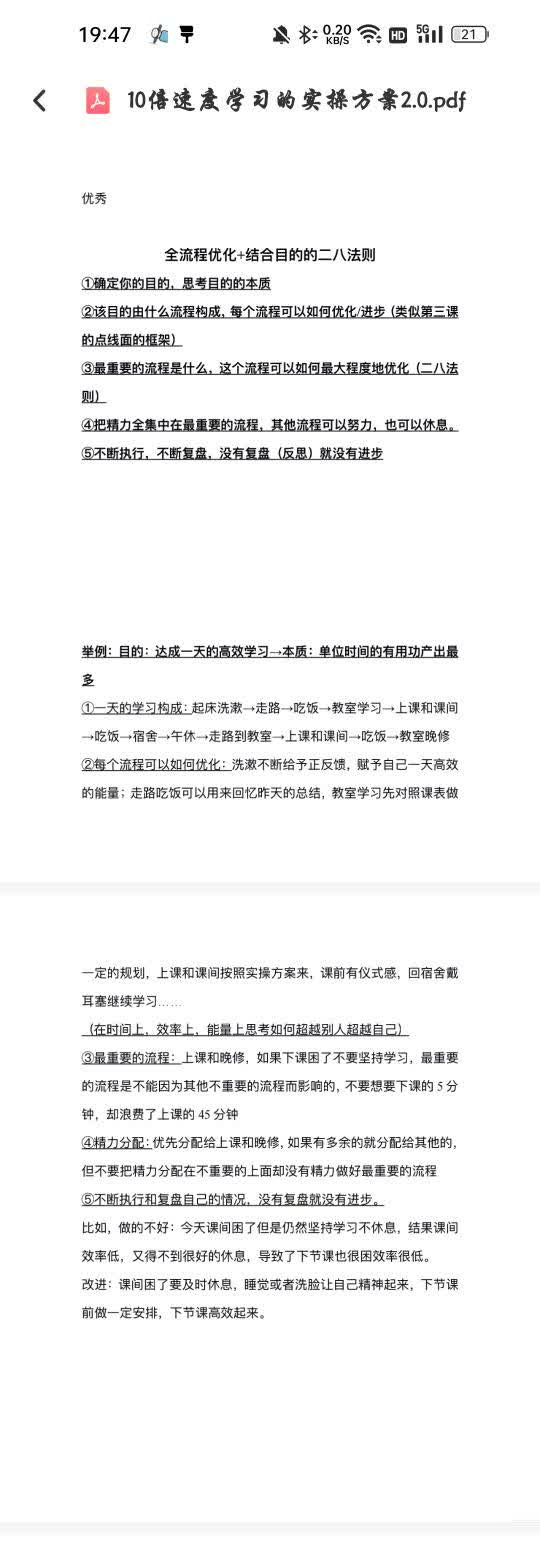 19:47
0.20 KB/S HD 5G 21
10倍速度学习的实操方案2.0.pdf
优秀
全流程优化+结合目的的二八法则
①确定你的目的，思考目的的本质
②该目的由什么流程构成，每个流程可以如何优化/进步（类似第三课
的点线面的框架）
③最重要的流程是什么，这个流程可以如何最大程度地优化（二八法
则）
④把精力全集中在最重要的流程，其他流程可以努力，也可以休息。
⑤不断执行，不断复盘，没有复盘（反思）就没有进步
举例：目的：达成一天的高效学习→本质：单位时间的有用功产出最
多
①一天的学习构成：起床洗漱→走路→吃饭→教室学习→上课和课间
→吃饭→宿舍→午休→走路到教室→上课和课间→吃饭→教室晚修
②每个流程可以如何优化：洗漱不断给予正反馈，赋予自己一天高效
的能量；走路吃饭可以用来回忆昨天的总结，教室学习先对照课表做
一定的规划，上课和课间按照实操方案来，课前有仪式感，回宿舍戴
耳塞继续学习……
（在时间上，效率上，能量上思考如何超越别人超越自己）
③最重要的流程：上课和晚修，如果下课困了不要坚持学习，最重要
的流程是不能因为其他不重要的流程而影响的，不要想要下课的 5 分
钟，却浪费了上课的 45 分钟
④精力分配：优先分配给上课和晚修，如果有多余的就分配给其他的，
但不要把精力分配在不重要的上面却没有精力做好最重要的流程
⑤不断执行和复盘自己的情况，没有复盘就没有进步。
比如，做的不好：今天课间困了但是仍然坚持学习不休息，结果课间
效率低，又得不到很好的休息，导致了下节课也很困效率很低。
改进：课间困了要及时休息，睡觉或者洗脸让自己精神起来，下节课
前做一定安排，下节课高效起来。